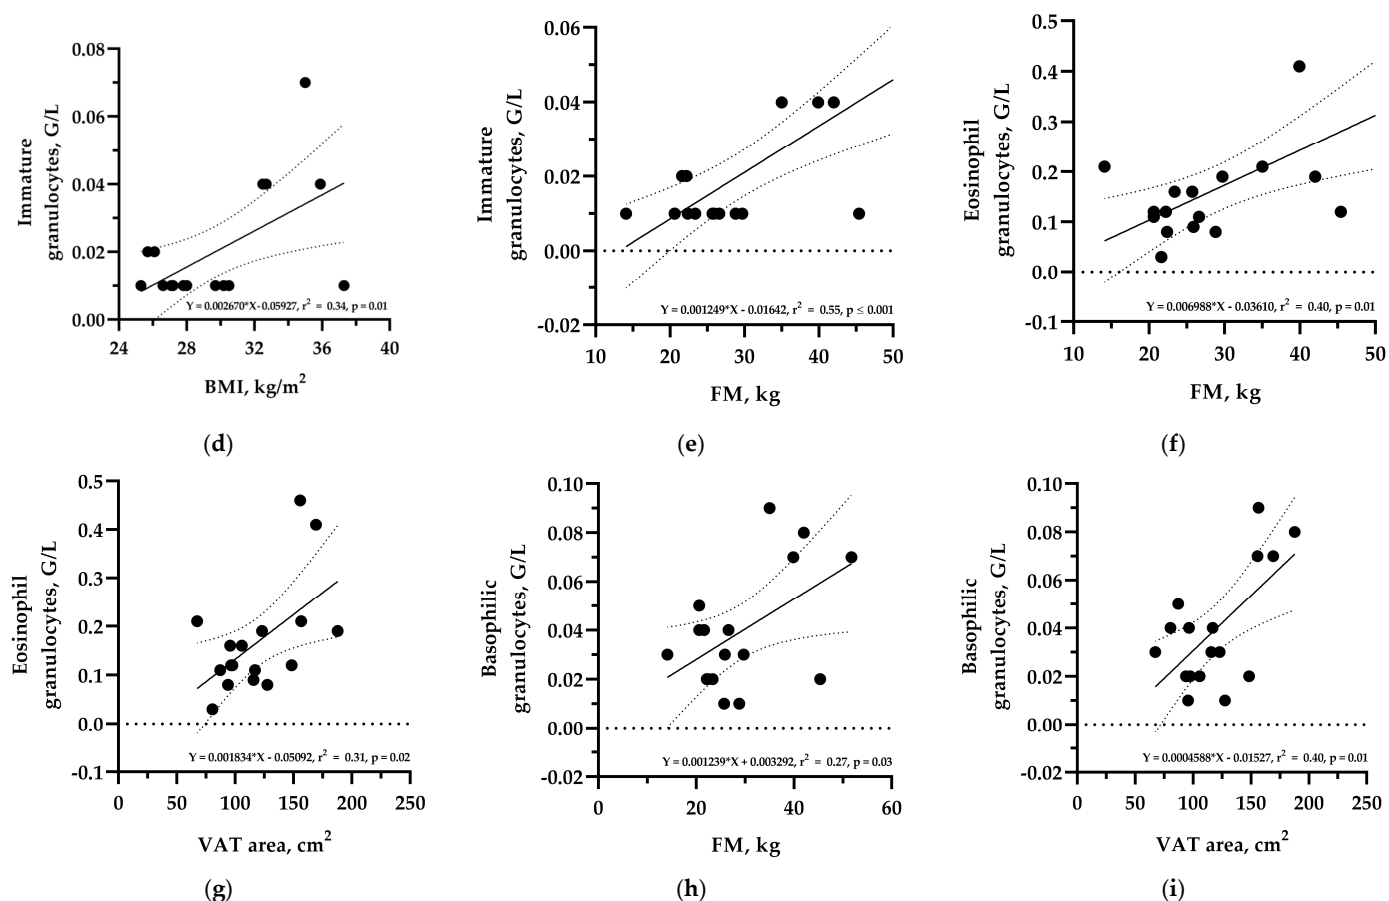 0.08
0.06
0.04
0.02
0.00
Immature
granulocytes, G/L
Y = 0.002670*X-0.05927, r² = 0.34, p = 0.01
24 28 32 36 40
BMI, kg/m²
(d)
0.06
0.04
0.02
0.00
-0.02
Immature
granulocytes, G/L
Y = 0.001249*X - 0.01642, r² = 0.55, p ≤ 0.001
10 20 30 40 50
FM, kg
(e)
0.5
0.4
0.3
0.2
0.1
0.0
-0.1
Eosinophil
granulocytes, G/L
Y = 0.006988*X - 0.03610, r² = 0.40, p = 0.01
10 20 30 40 50
FM, kg
(f)
0.5
0.4
0.3
0.2
0.1
0.0
-0.1
Eosinophil
granulocytes, G/L
Y = 0.001834*X - 0.05092, r² = 0.31, p = 0.02
0 50 100 150 200 250
VAT area, cm²
(g)
0.10
0.08
0.06
0.04
0.02
0.00
-0.02
Basophilic
granulocytes, G/L
Y = 0.001239*X + 0.003292, r² = 0.27, p = 0.03
0 20 40 60
FM, kg
(h)
0.10
0.08
0.06
0.04
0.02
0.00
-0.02
Basophilic
granulocytes, G/L
Y = 0.0004588*X - 0.01527, r² = 0.40, p = 0.01
0 50 100 150 200 250
VAT area, cm²
(i)